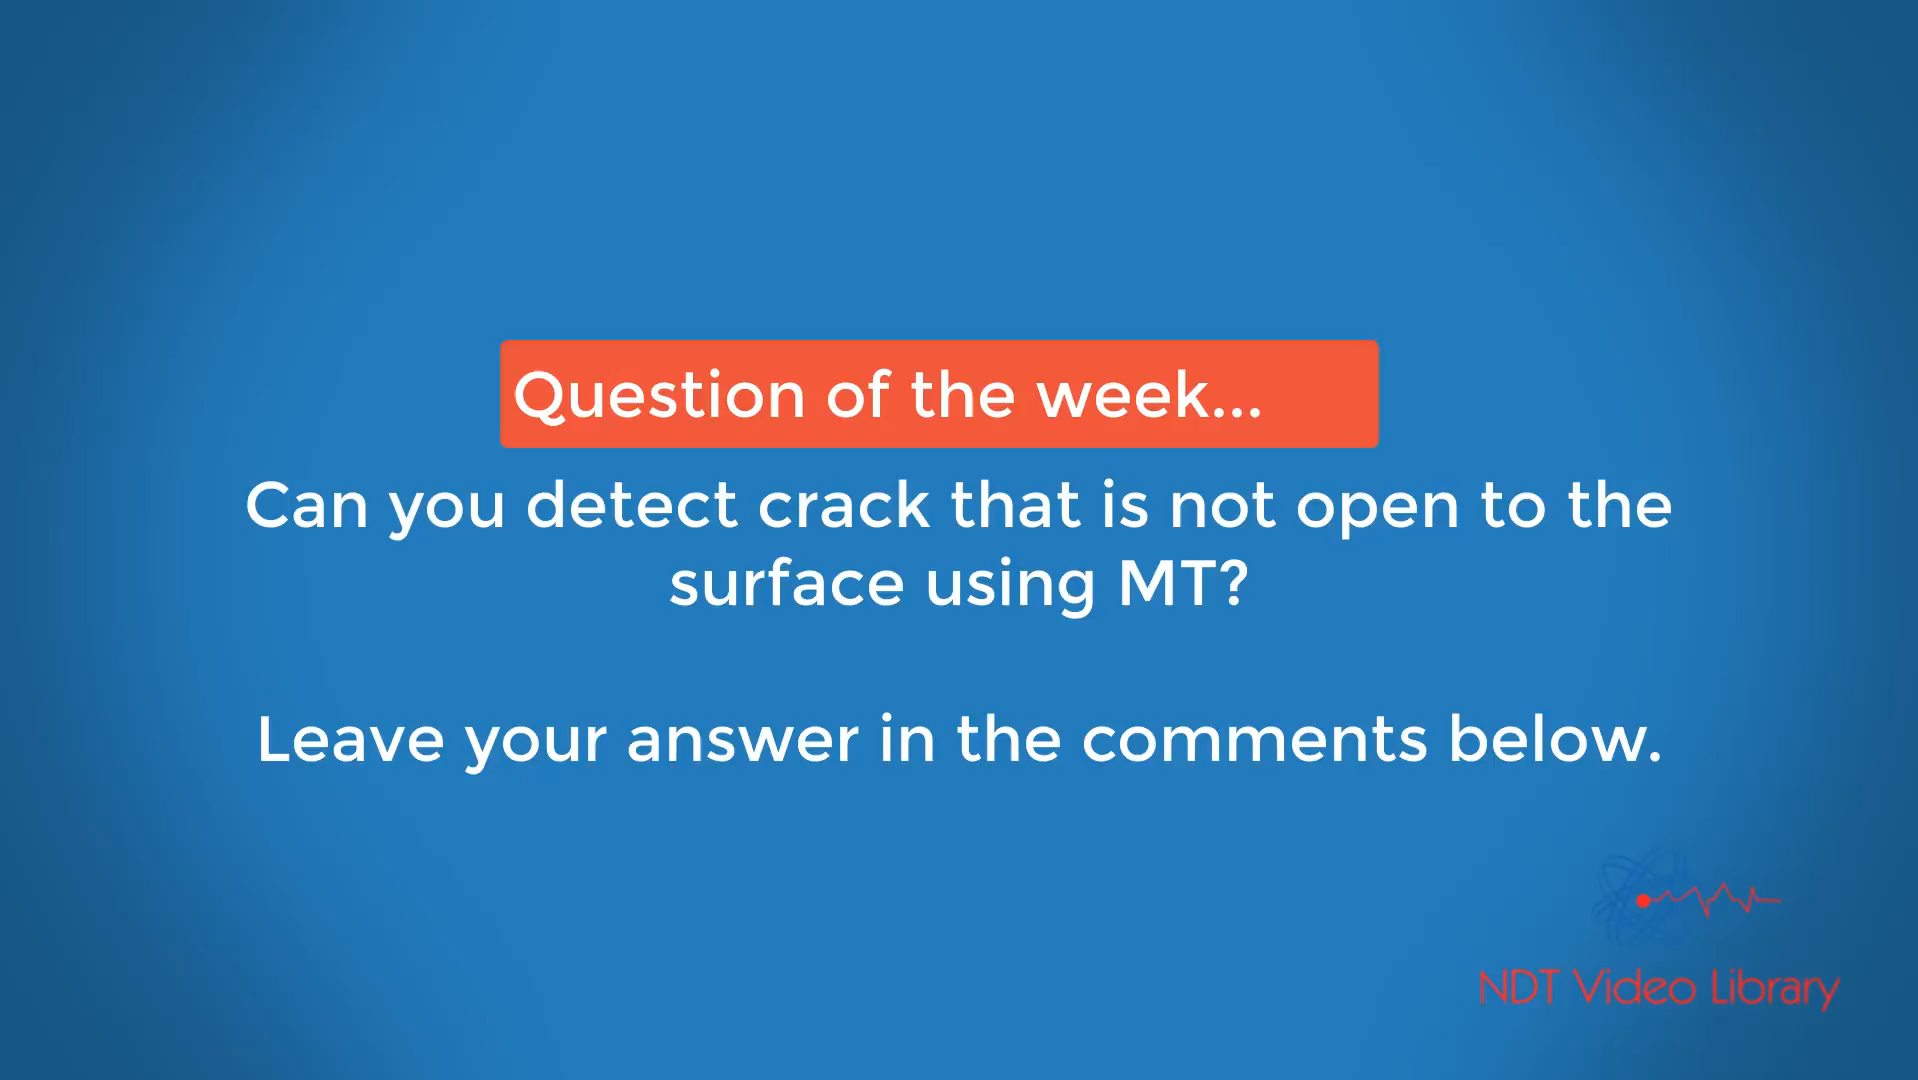 Question of the week...
Can you detect crack that is not open to the
surface using MT?
Leave your answer in the comments below.
NDT Video Library